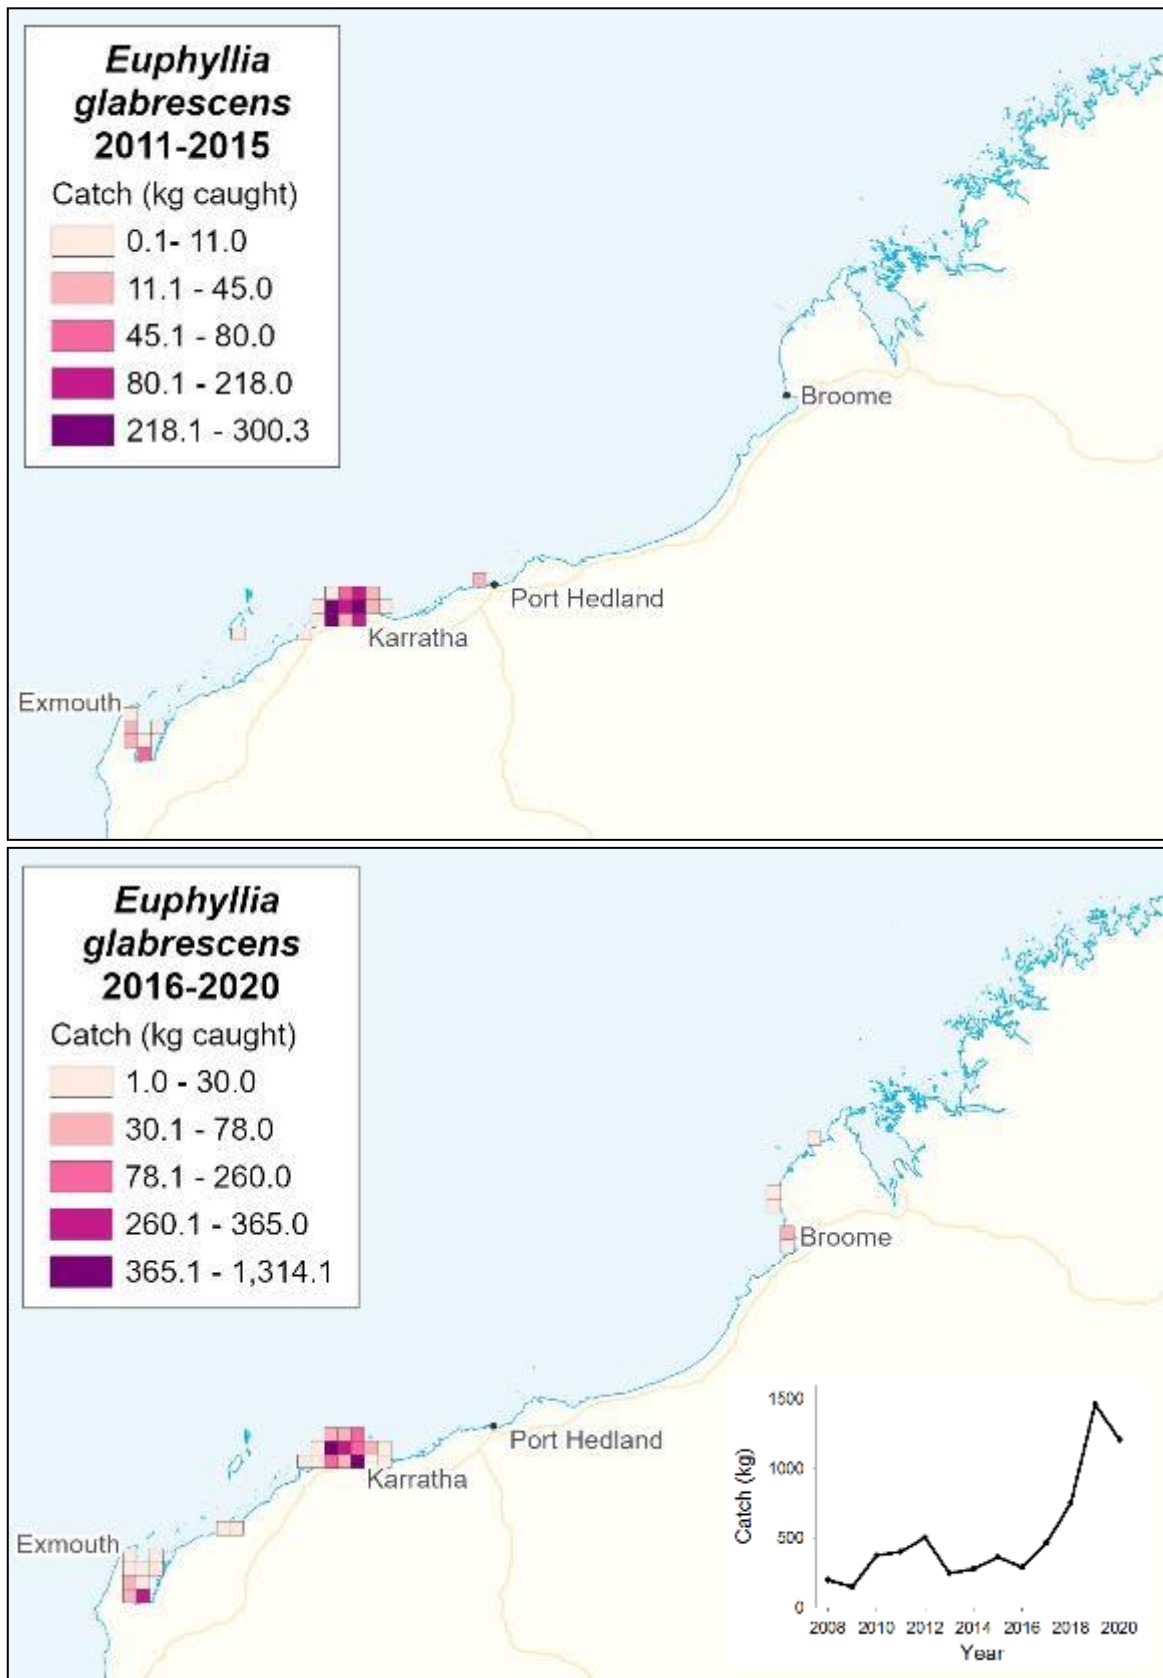 Euphyllia
glabrescens
2011-2015
Catch (kg caught)
0.1- 11.0
11.1 - 45.0
45.1 - 80.0
80.1 - 218.0
218.1 - 300.3
Broome
Port Hedland
Karratha
Exmouth
Euphyllia
glabrescens
2016-2020
Catch (kg caught)
1.0 - 30.0
30.1 - 78.0
78.1 - 260.0
260.1 - 365.0
365.1 - 1,314.1
Broome
Port Hedland
Karratha
Exmouth
1500
1000
500
0
Catch (kg)
2008 2010 2012 2014 2016 2018 2020
Year